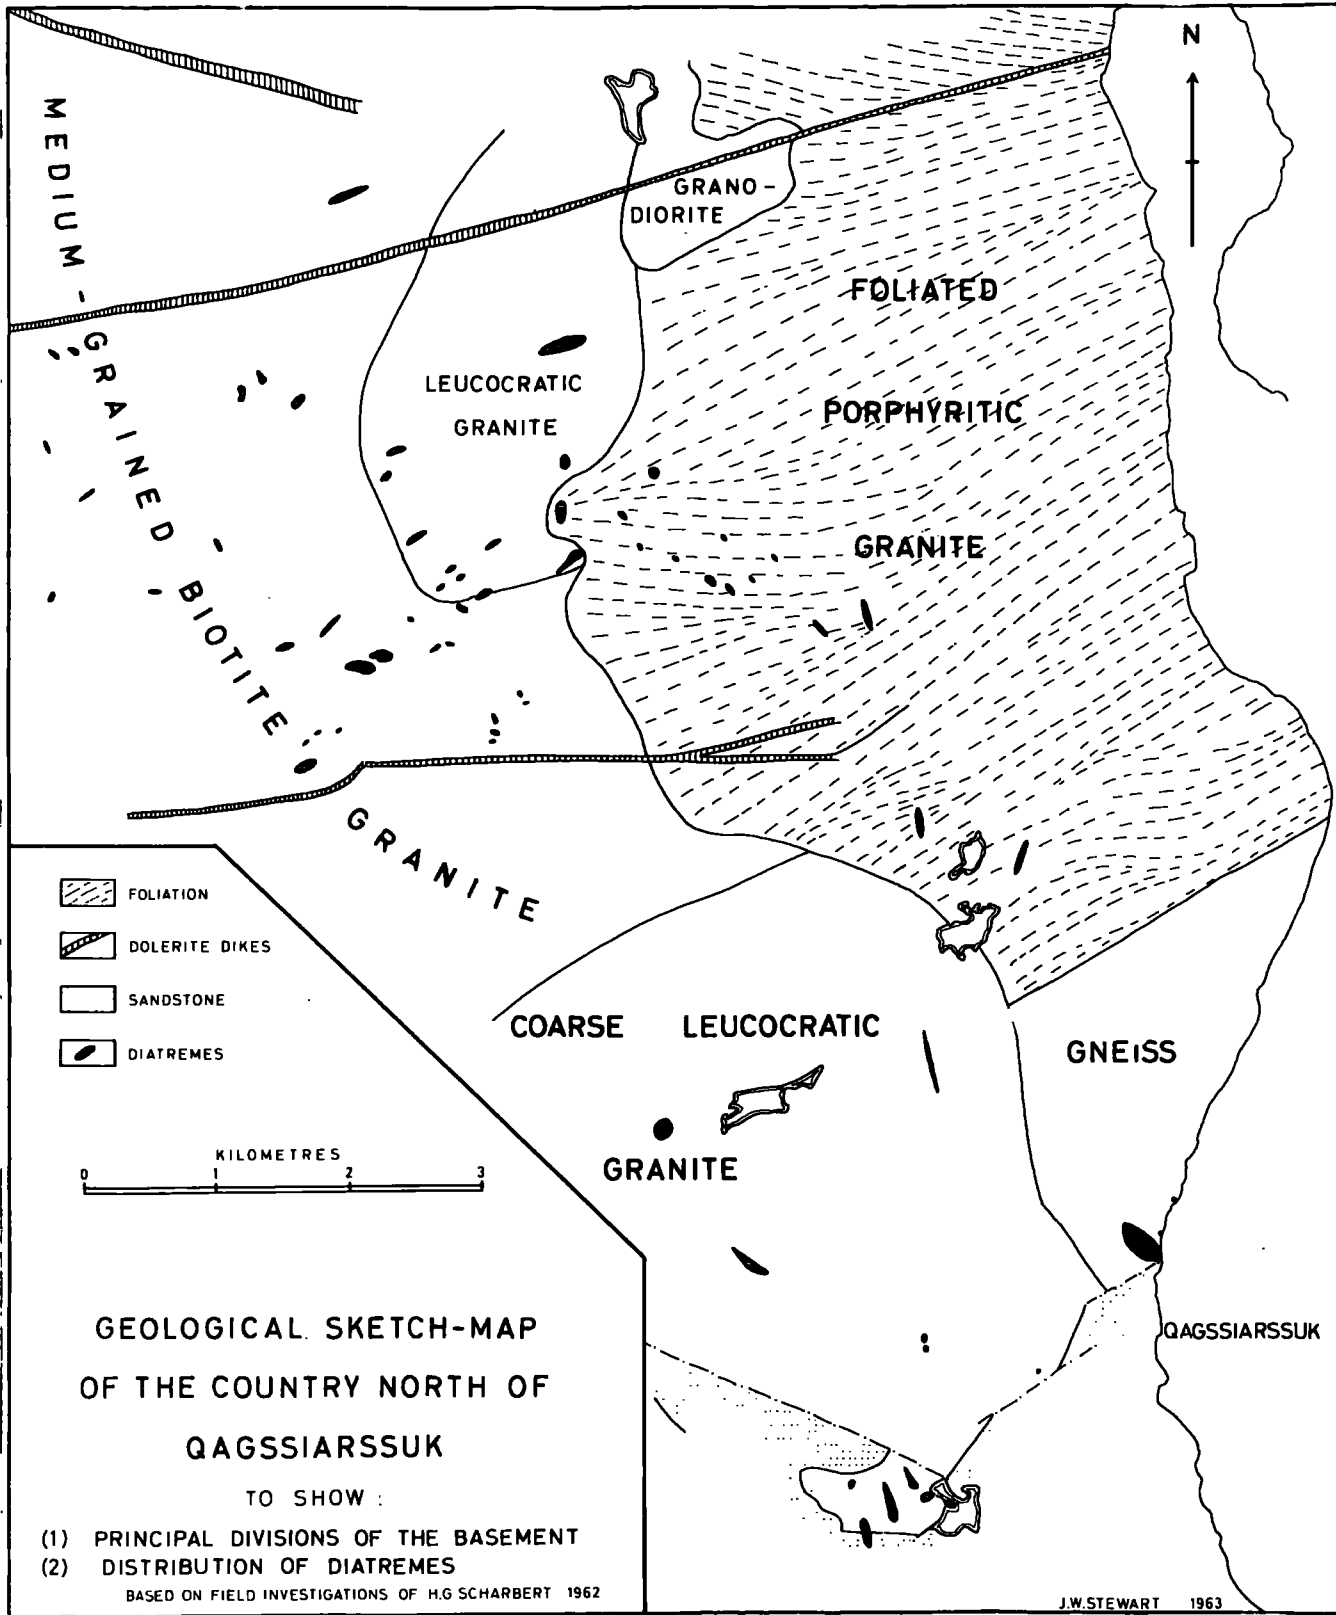 N
MEDIUM-GRAINED BIOTITE GRANITE
GRANO-
DIORITE
FOLIATED
LEUCOCRATIC
GRANITE
PORPHYRITIC
GRANITE
FOLIATION
DOLERITE DIKES
SANDSTONE
DIATREMES
COARSE LEUCOCRATIC
GRANITE
GNEISS
KILOMETRES
0 1 2 3
QAGSSIARSSUK
GEOLOGICAL SKETCH-MAP
OF THE COUNTRY NORTH OF
QAGSSIARSSUK
TO SHOW :
(1) PRINCIPAL DIVISIONS OF THE BASEMENT
(2) DISTRIBUTION OF DIATREMES
BASED ON FIELD INVESTIGATIONS OF H.G SCHARBERT 1962
J.W.STEWART 1963